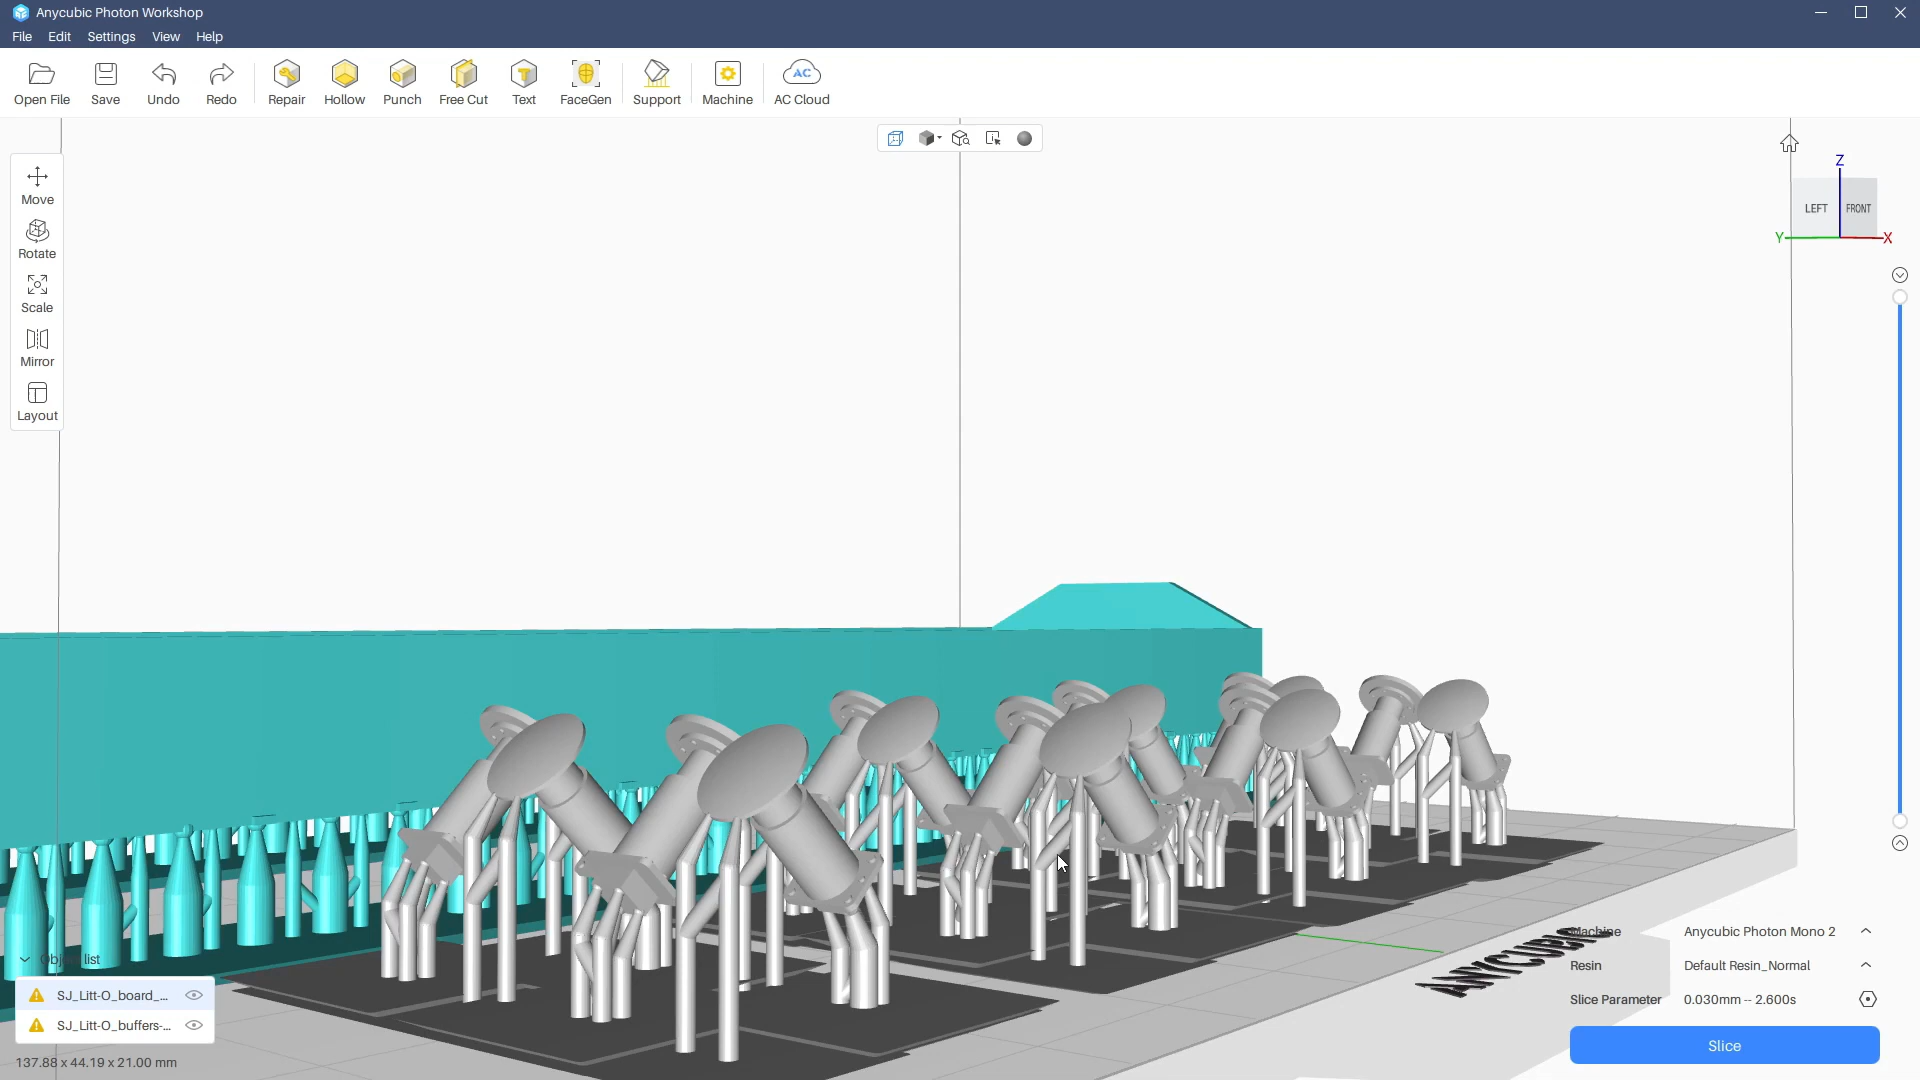 Anycubic Photon Workshop
File Edit Settings View Help
Open File Save Undo Redo Repair Hollow Punch Free Cut Text FaceGen Support Machine AC Cloud
AC
T
Move
Rotate
Scale
Mirror
Layout
Z
LEFT FRONT
Y X
ANYCUBIC
Object list
SJ_Litt-O_board_...
SJ_Litt-O_buffers-...
137.88 x 44.19 x 21.00 mm
Machine Anycubic Photon Mono 2
Resin Default Resin_Normal
Slice Parameter 0.030mm -- 2.600s
Slice